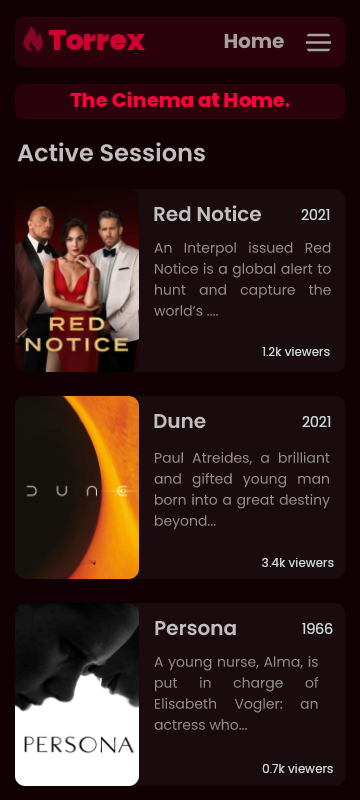 Torrex
Home
The Cinema at Home.
Active Sessions
RED
NOTICE
Red Notice
2021
An Interpol issued Red
Notice is a global alert to
hunt and capture the
world’s ....
1.2k viewers
DUNE
Dune
2021
Paul Atreides, a brilliant
and gifted young man
born into a great destiny
beyond...
3.4k viewers
PERSONA
Persona
1966
A young nurse, Alma, is
put in charge of
Elisabeth Vogler: an
actress who...
0.7k viewers